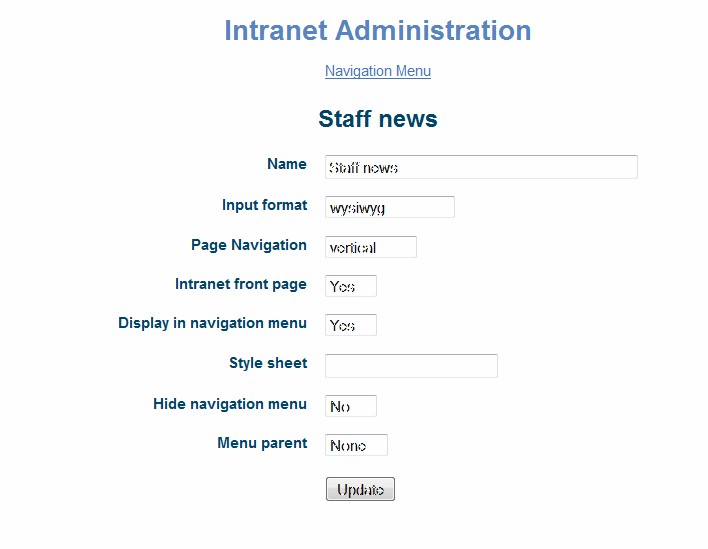 Intranet Administration
Navigation Menu
Staff news
Name Staff news
Input format wysiwyg
Page Navigation vertical
Intranet front page Yes
Display in navigation menu Yes
Style sheet
Hide navigation menu No
Menu parent None
Update